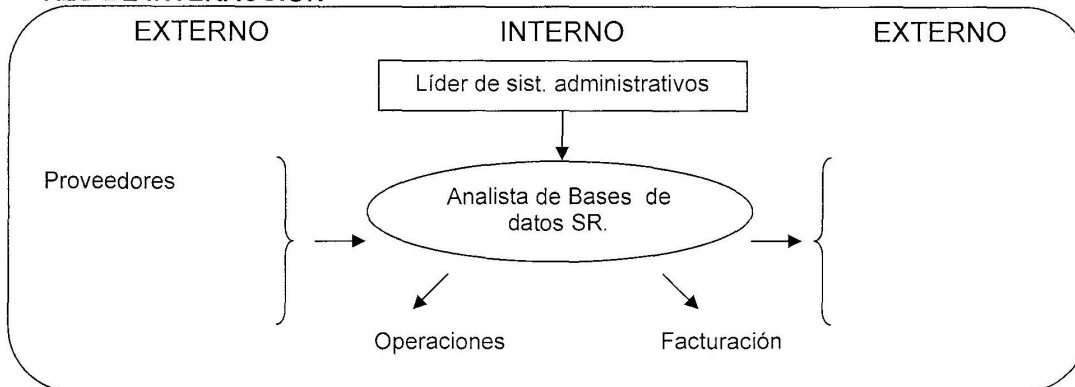 EXTERNO INTERNO EXTERNO
Líder de sist. administrativos
Proveedores
Analista de Bases de
datos SR.
Operaciones Facturación